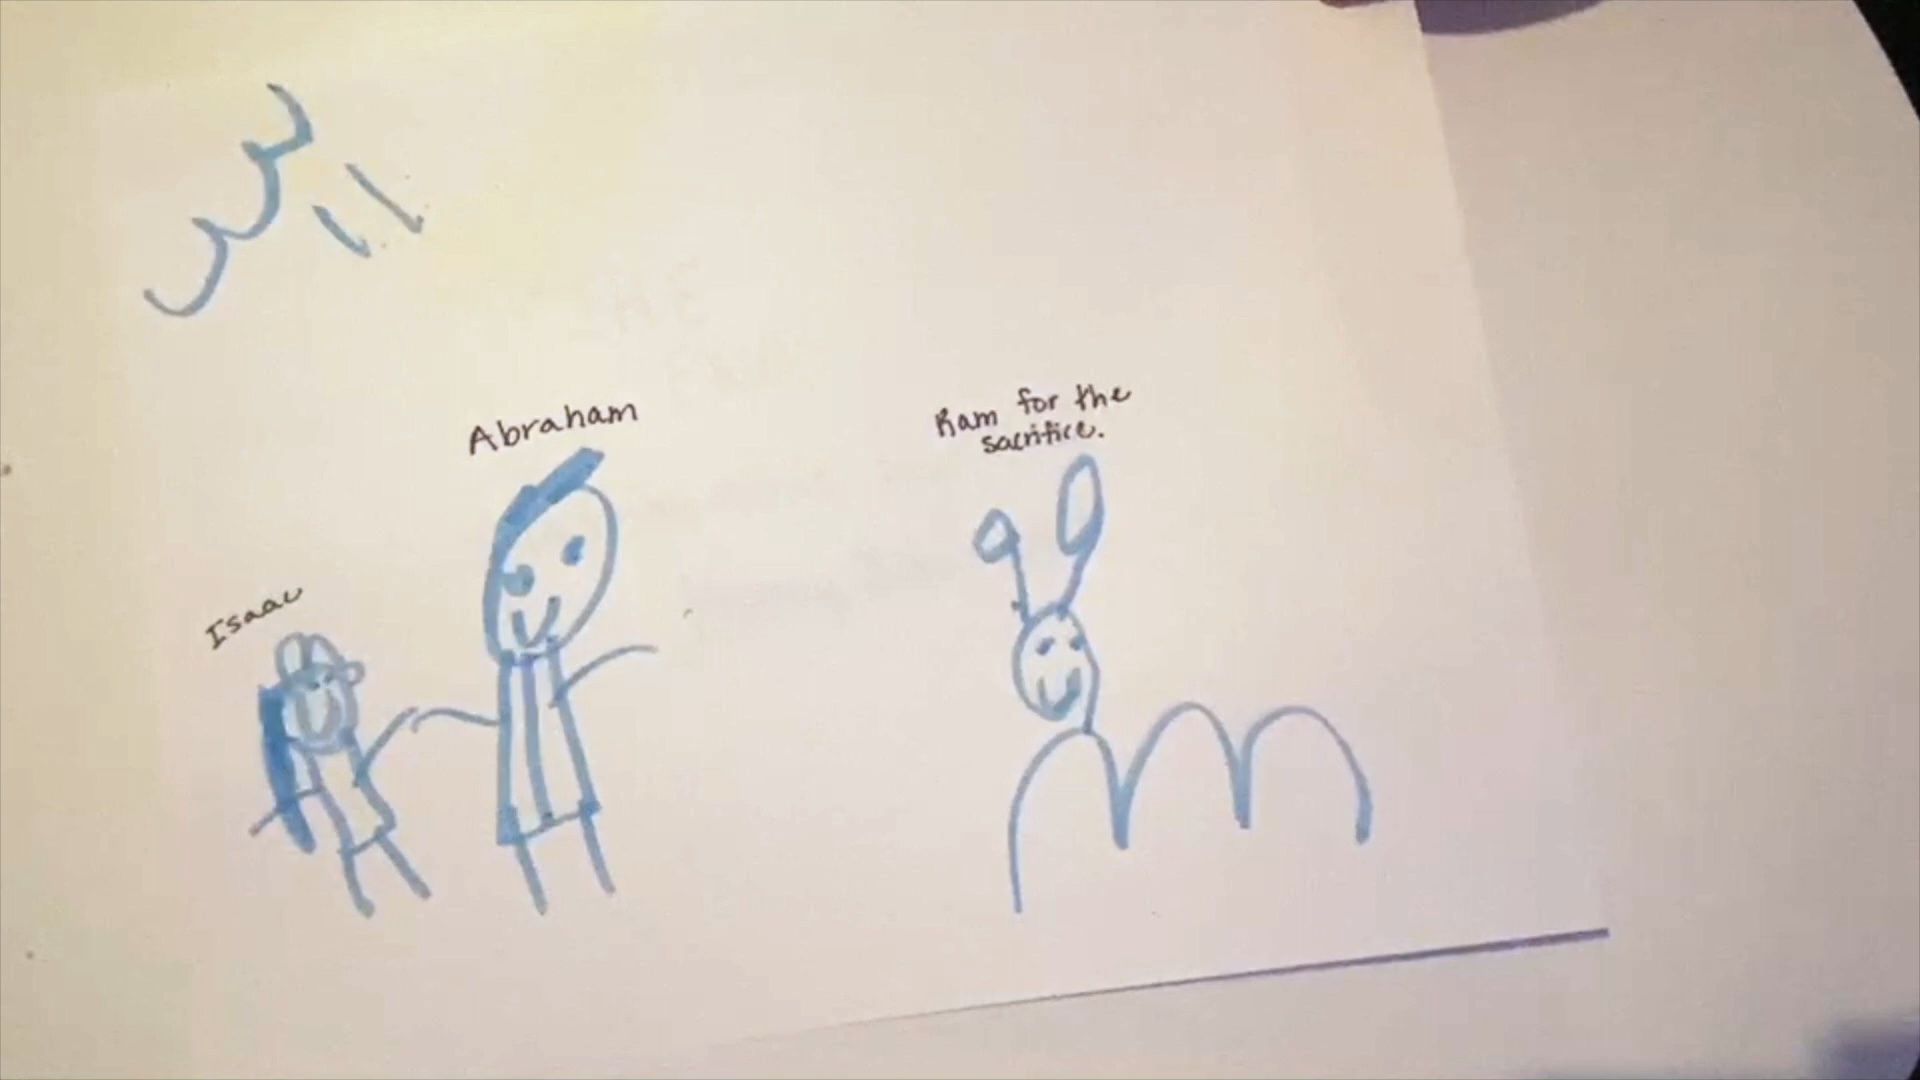 Abraham
Ram for the
sacrifice.
Isaac